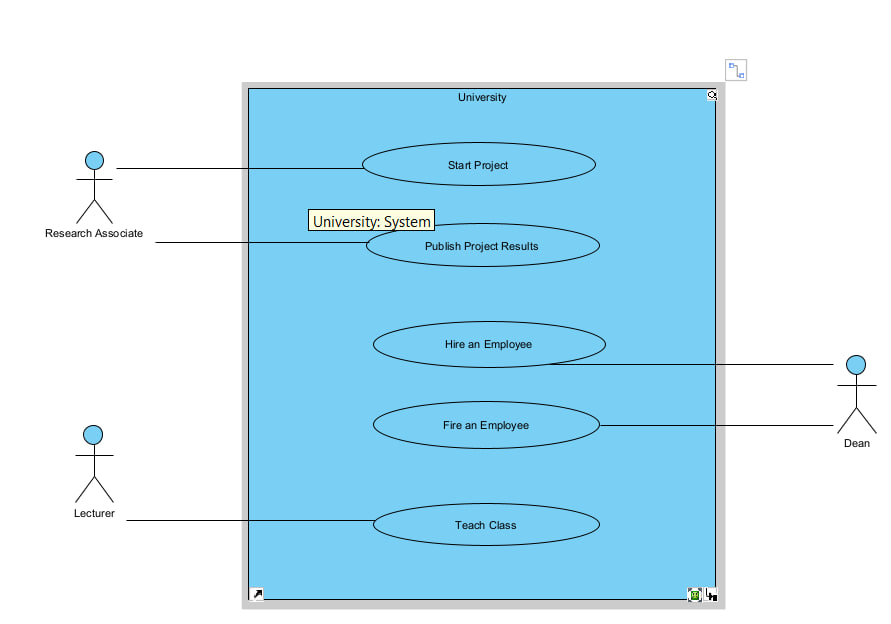 University
Start Project
University: System
Research Associate
Publish Project Results
Hire an Employee
Fire an Employee
Dean
Lecturer
Teach Class